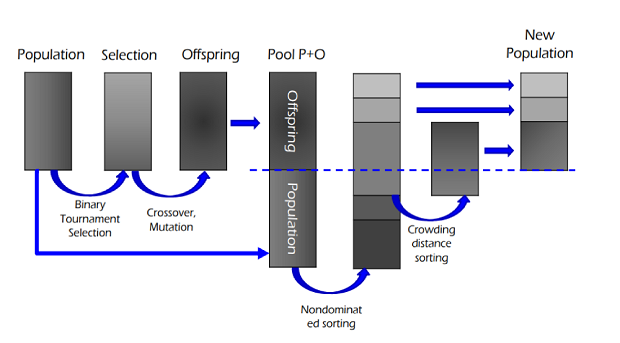 Population
Selection
Offspring
Pool P+O
New
Population
Offspring
Population
Binary
Tournament
Selection
Crossover,
Mutation
Crowding
distance
sorting
Nondominat
ed sorting